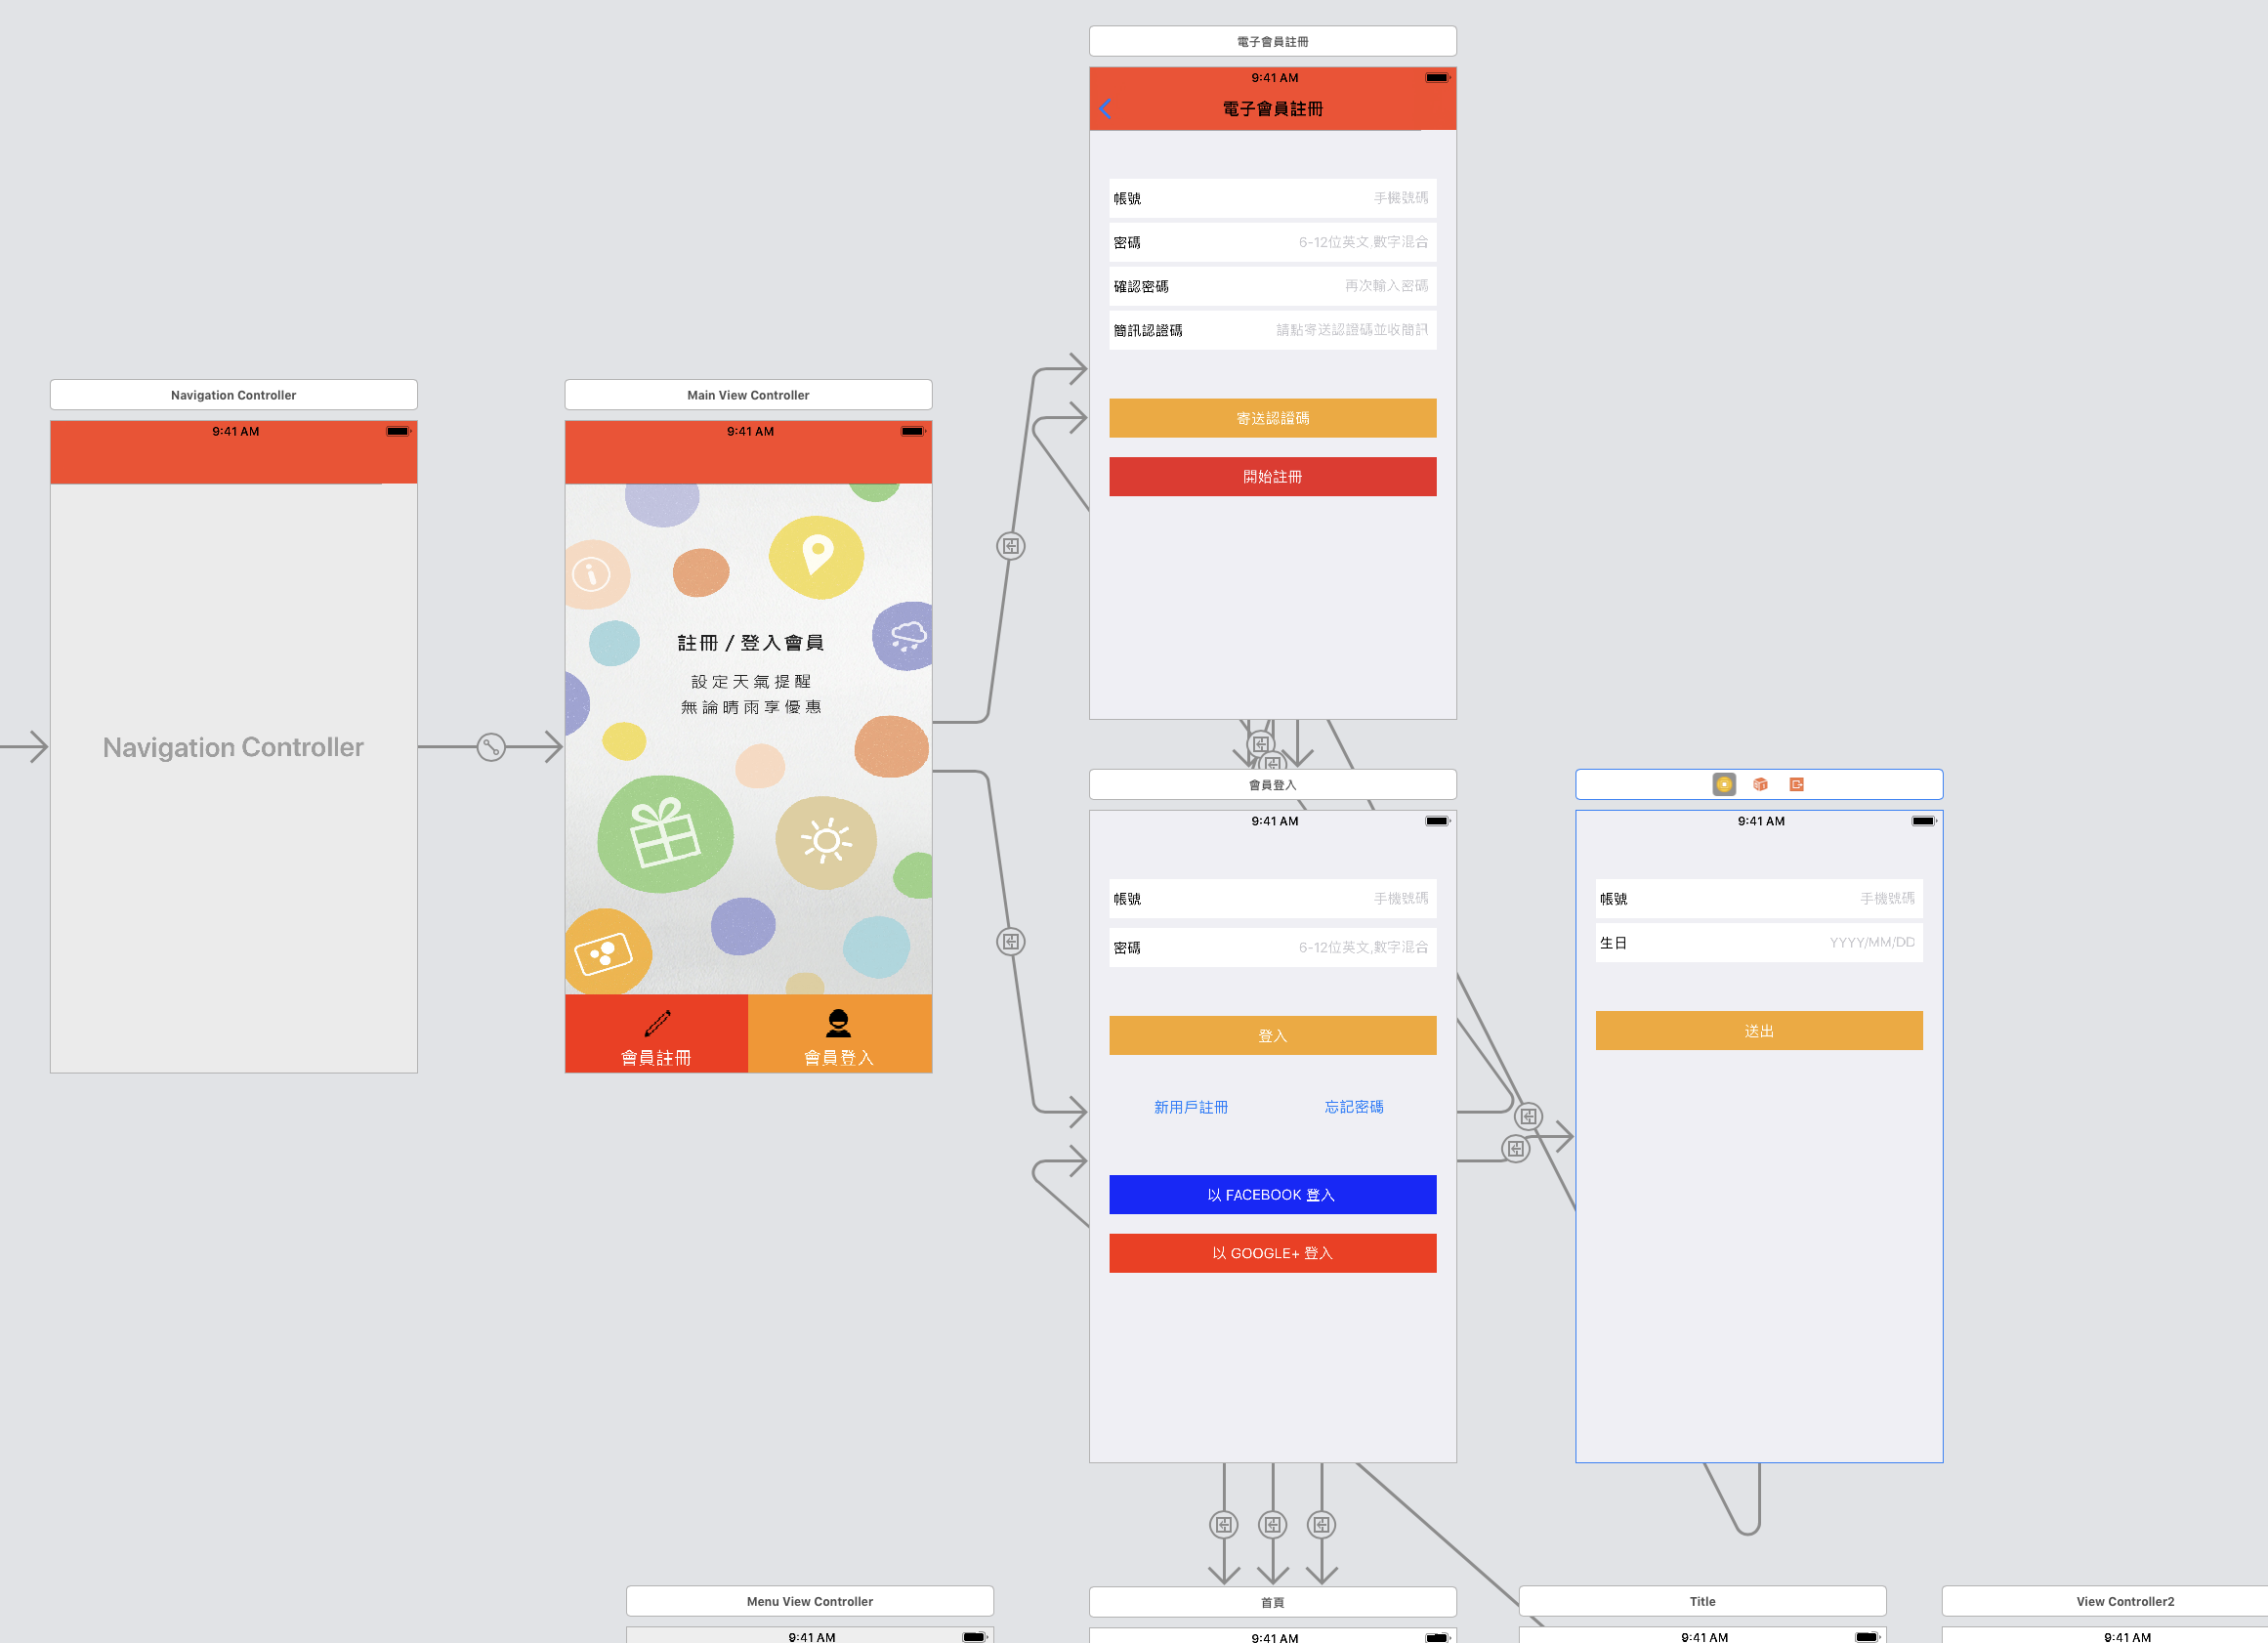 電子會員註冊
9:41 AM
電子會員註冊
帳號
手機號碼
密碼
6-12位英文,數字混合
確認密碼
再次輸入密碼
簡訊認證碼
請點寄送認證碼並收簡訊
寄送認證碼
開始註冊
Navigation Controller
9:41 AM
Navigation Controller
Main View Controller
9:41 AM
註冊 / 登入會員
設定天氣提醒
無論晴雨享優惠
會員註冊
會員登入
會員登入
9:41 AM
帳號
手機號碼
密碼
6-12位英文,數字混合
登入
新用戶註冊
忘記密碼
以 FACEBOOK 登入
以 GOOGLE+ 登入
9:41 AM
帳號
手機號碼
生日
YYYY/MM/DD
送出
Menu View Controller
9:41 AM
首頁
9:41 AM
Title
9:41 AM
View Controller2
9:41 AM